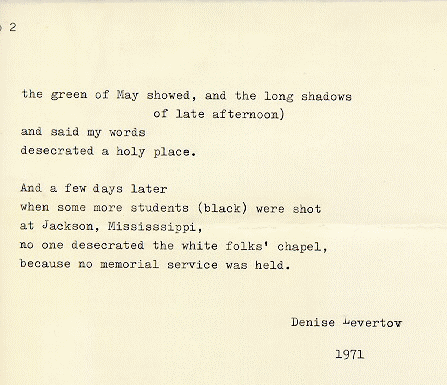 2
the green of May showed, and the long shadows
of late afternoon)
and said my words
desecrated a holy place.
And a few days later
when some more students (black) were shot
at Jackson, Mississsippi,
no one desecrated the white folks' chapel,
because no memorial service was held.
Denise Levertov
1971